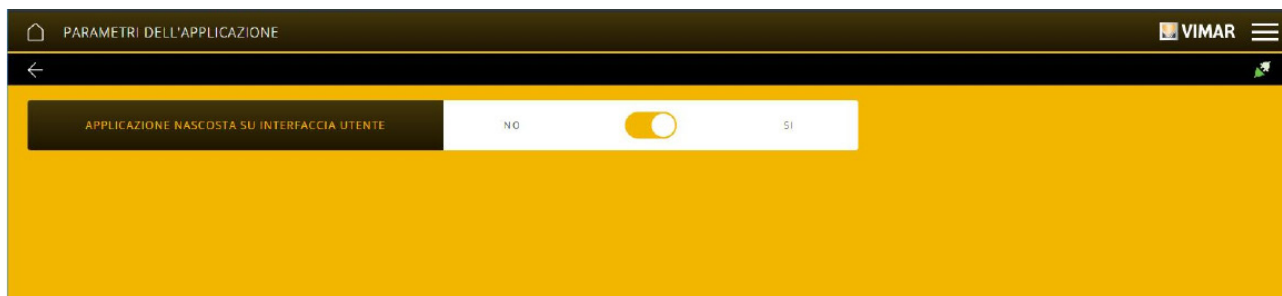 PARAMETRI DELL'APPLICAZIONE
VIMAR
APPLICAZIONE NASCOSTA SU INTERFACCIA UTENTE
NO
SI